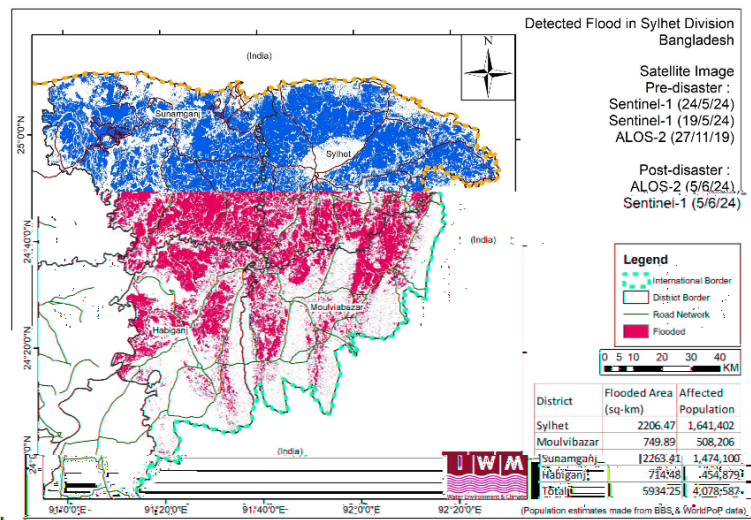 Detected Flood in Sylhet Division
Bangladesh
Satellite Image
Pre-disaster :
Sentinel-1 (24/5/24)
Sentinel-1 (19/5/24)
ALOS-2 (27/11/19)
Post-disaster :
ALOS-2 (5/6/24),
Sentinel-1 (5/6/24)
(India)
N
Sunamganj
Sylhet
(India)
Moulviabazar
Habiganj
(India)
25°0'0"N
24°40'0"N
24°20'0"N
91°20'0"E
91°40'0"E
92°0'0"E
92°20'0"E
Legend
International Border
District Border
Road Network
Flooded
0 5 10 20 30 40
KM
District Flooded Area (sq-km) Affected Population
Sylhet 2206.47 1,641,402
Moulvibazar 749.89 508,206
Sunamganj 2263.41 1,474,100
Habiganj 714.48 454,879
Total 5934.25 4,078,587
IWM
Water Environment & Climate
(Population estimates made from BBS & WorldPoP data)